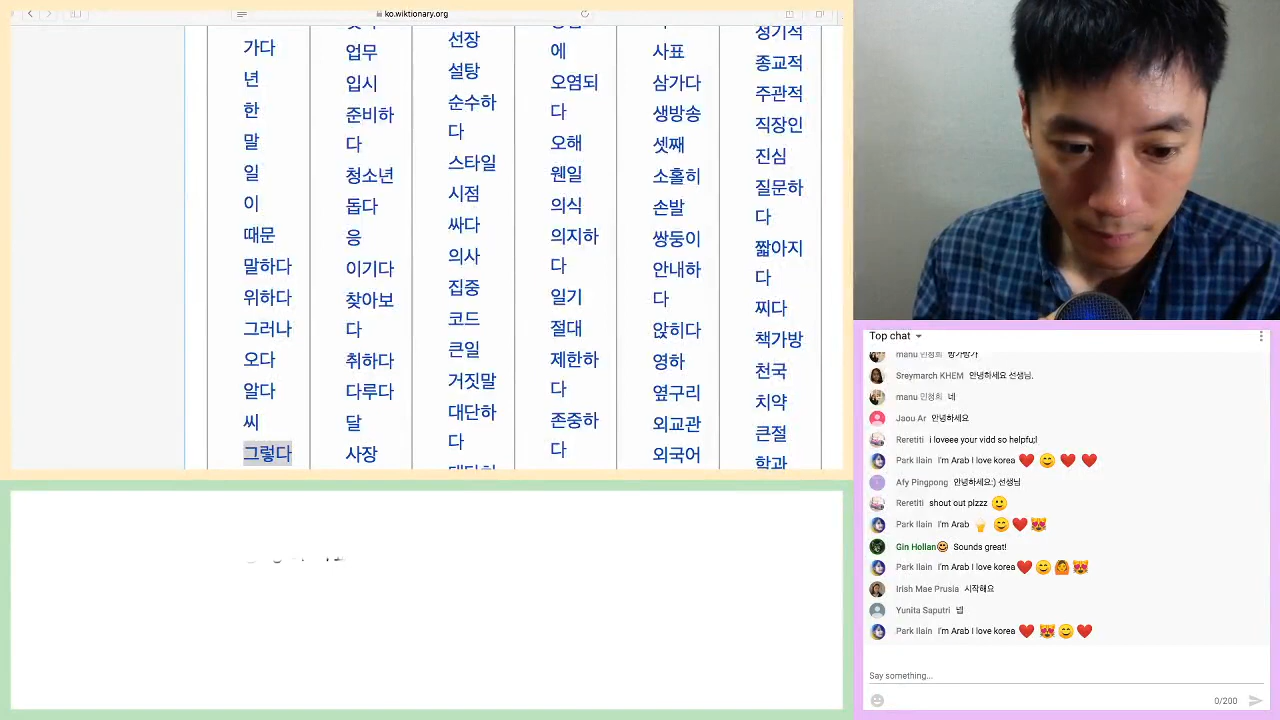 ko.wiktionary.org
가다
년
한
말
일
이
때문
말하다
위하다
그러나
오다
알다
씨
그렇다
업무
입시
준비하
다
청소년
돕다
응
이기다
찾아보
다
취하다
다루다
달
사장
선장
설탕
순수하
다
스타일
시점
싸다
의사
집중
코드
큰일
거짓말
대단하
다
에
오염되
다
오해
웬일
의식
의지하
다
일기
절대
제한하
다
존중하
다
사표
삼가다
생방송
셋째
소홀히
손발
쌍둥이
안내하
다
앉히다
영하
옆구리
외교관
외국어
정기적
종교적
주관적
직장인
진심
질문하
다
짧아지
다
찌다
책가방
천국
치약
큰절
학과
Top chat
manu 민정희 방가방가
Sreymarch KHEM 안녕하세요 선생님.
manu 민정희 네
Jaou Ar 안녕하세요
Reretiti i loveee your vidd so helpfu;l
Park Ilain I'm Arab I love korea ❤️ 😊 ❤️ ❤️
Afy Pingpong 안녕하세요:) 선생님
Reretiti shout out plzzz 🙂
Park Ilain I'm Arab 🍦 😊 ❤️ 😻
Gin Hollan😃 Sounds great!
Park Ilain I'm Arab I love korea ❤️ 😊 🙆 😻
Irish Mae Prusia 시작해요
Yunita Saputri 넵
Park Ilain I'm Arab I love korea ❤️ 😻 😊 ❤️
Say something...
0/200